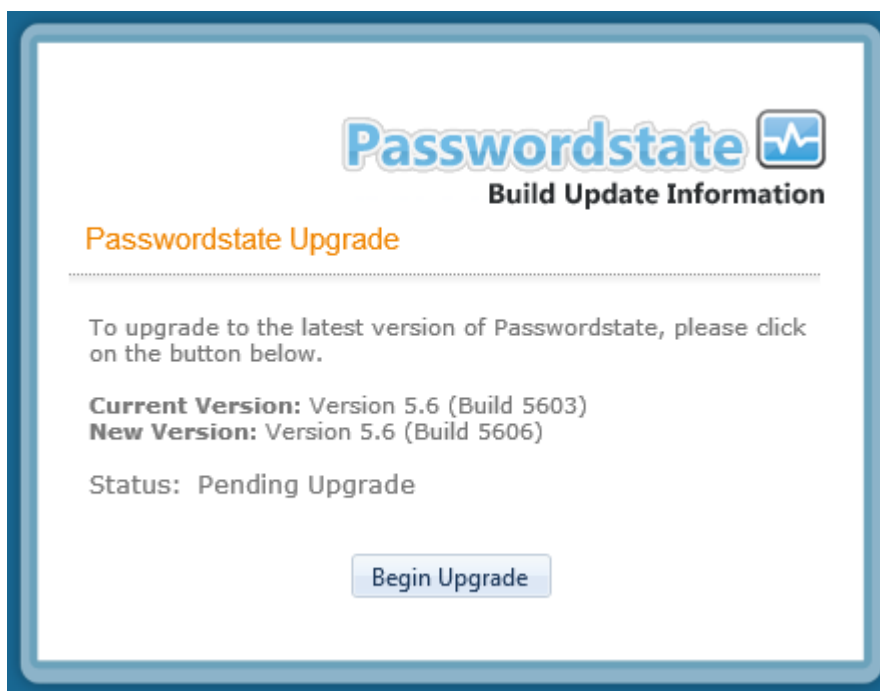 Passwordstate
Build Update Information
Passwordstate Upgrade
To upgrade to the latest version of Passwordstate, please click
on the button below.
Current Version: Version 5.6 (Build 5603)
New Version: Version 5.6 (Build 5606)
Status: Pending Upgrade
Begin Upgrade